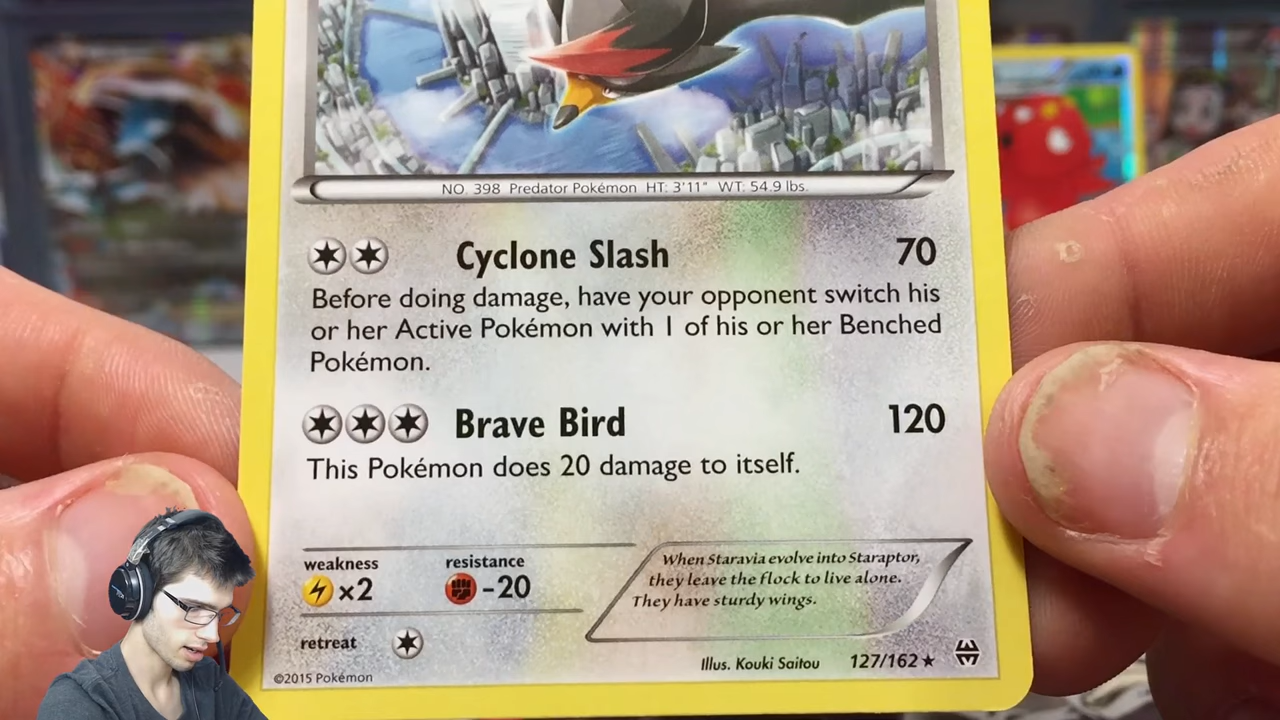 NO. 398 Predator Pokémon HT: 3'11" WT: 54.9 lbs.
Cyclone Slash 70
Before doing damage, have your opponent switch his
or her Active Pokémon with 1 of his or her Benched
Pokémon.
Brave Bird 120
This Pokémon does 20 damage to itself.
weakness resistance
×2 -20
When Staravia evolve into Staraptor,
they leave the flock to live alone.
They have sturdy wings.
retreat
Illus. Kouki Saitou 127/162★
©2015 Pokémon